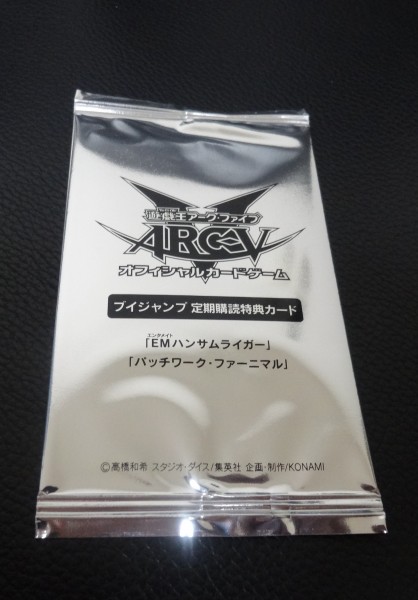 遊戯王アーク・ファイブ
ARC-V
オフィシャルカードゲーム
ブイジャンプ 定期購読特典カード
エンタメイト
「EMハンサムライガー」
「パッチワーク・ファーニマル」
©高橋和希 スタジオ・ダイス/集英社 企画・制作/KONAMI